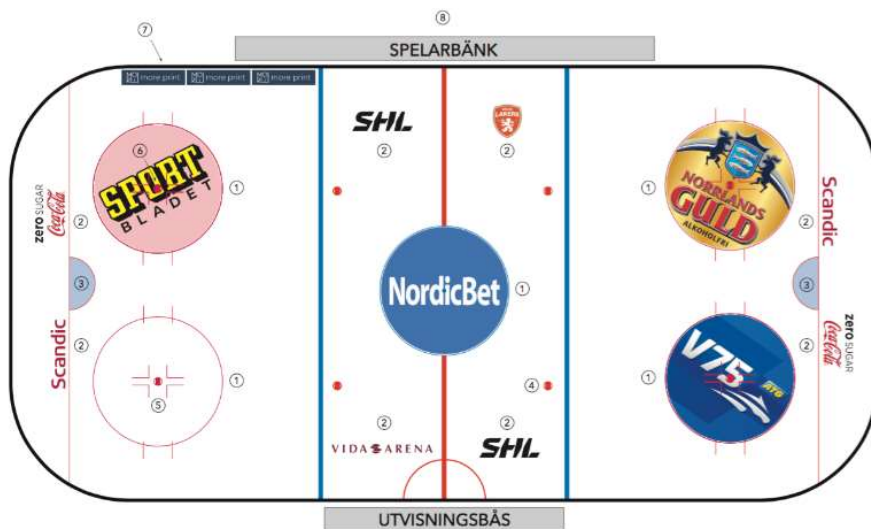 ⑧
SPELARBÄNK
⑦
more print more print more print
SHL
LAKERS
② ②
⑥
SPORT
BLADET
①
①
NORRLANDS
GULD
ALKOHOLFRI
zero SUGAR
Coca-Cola
②
②
Scandic
③
③
NordicBet
①
Scandic
②
②
zero SUGAR
Coca-Cola
①
④
①
V75
ATG
⑤
② ②
VIDA ARENA
SHL
UTVISNINGSBÅS